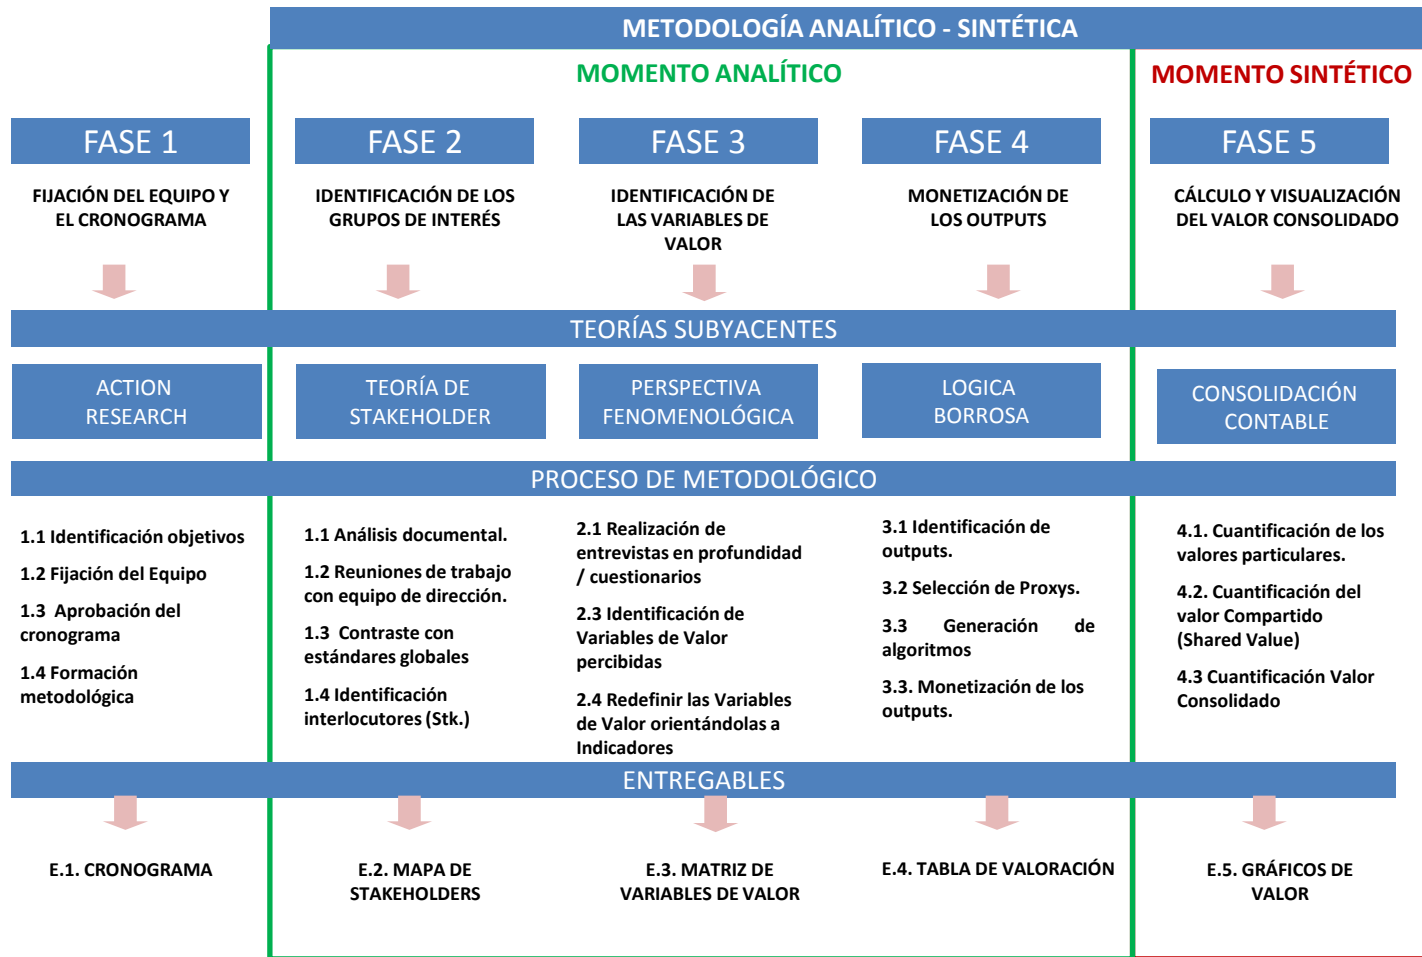 METODOLOGÍA ANALÍTICO - SINTÉTICA
MOMENTO ANALÍTICO
MOMENTO SINTÉTICO
FASE 1
FASE 2
FASE 3
FASE 4
FASE 5
FIJACIÓN DEL EQUIPO Y
EL CRONOGRAMA
IDENTIFICACIÓN DE LOS
GRUPOS DE INTERÉS
IDENTIFICACIÓN DE
LAS VARIABLES DE
VALOR
MONETIZACIÓN DE
LOS OUTPUTS
CÁLCULO Y VISUALIZACIÓN
DEL VALOR CONSOLIDADO
TEORÍAS SUBYACENTES
ACTION
RESEARCH
TEORÍA DE
STAKEHOLDER
PERSPECTIVA
FENOMENOLÓGICA
LOGICA
BORROSA
CONSOLIDACIÓN
CONTABLE
PROCESO DE METODOLÓGICO
1.1 Identificación objetivos
1.2 Fijación del Equipo
1.3 Aprobación del
cronograma
1.4 Formación
metodológica
1.1 Análisis documental.
1.2 Reuniones de trabajo
con equipo de dirección.
1.3 Contraste con
estándares globales
1.4 Identificación
interlocutores (Stk.)
2.1 Realización de
entrevistas en profundidad
/ cuestionarios
2.3 Identificación de
Variables de Valor
percibidas
2.4 Redefinir las Variables
de Valor orientándolas a
Indicadores
3.1 Identificación de
outputs.
3.2 Selección de Proxys.
3.3 Generación de
algoritmos
3.3. Monetización de los
outputs.
4.1. Cuantificación de los
valores particulares.
4.2. Cuantificación del
valor Compartido
(Shared Value)
4.3 Cuantificación Valor
Consolidado
ENTREGABLES
E.1. CRONOGRAMA
E.2. MAPA DE
STAKEHOLDERS
E.3. MATRIZ DE
VARIABLES DE VALOR
E.4. TABLA DE VALORACIÓN
E.5. GRÁFICOS DE
VALOR